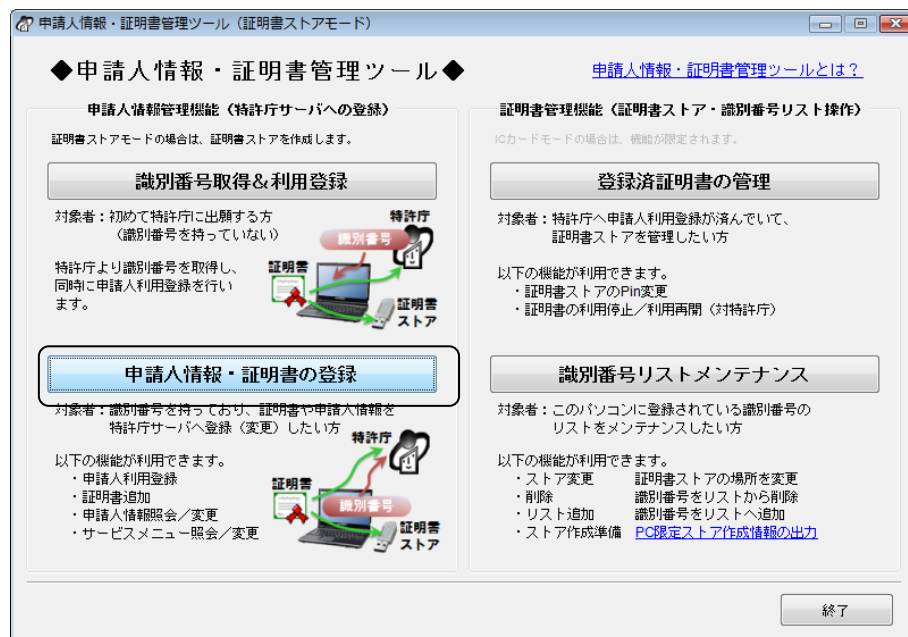 申請人情報・証明書管理ツール（証明書ストアモード）
◆申請人情報・証明書管理ツール◆
申請人情報・証明書管理ツールとは？
申請人情報管理機能（特許庁サーバへの登録）
証明書ストアモードの場合は、証明書ストアを作成します。
識別番号取得＆利用登録
対象者：初めて特許庁に出願する方
（識別番号を持っていない）
特許庁より識別番号を取得し、
同時に申請人利用登録を行い
ます。
特許庁
識別番号
証明書
証明書
ストア
申請人情報・証明書の登録
対象者：識別番号を持っており、証明書や申請人情報を
特許庁サーバへ登録（変更）したい方
以下の機能が利用できます。
・申請人利用登録
・証明書追加
・申請人情報照会／変更
・サービスメニュー照会／変更
特許庁
証明書
識別番号
証明書
ストア
証明書管理機能（証明書ストア・識別番号リスト操作）
ICカードモードの場合は、機能が限定されます。
登録済証明書の管理
対象者：特許庁へ申請人利用登録が済んでいて、
証明書ストアを管理したい方
以下の機能が利用できます。
・証明書ストアのPin変更
・証明書の利用停止／利用再開（対特許庁）
識別番号リストメンテナンス
対象者：このパソコンに登録されている識別番号の
リストをメンテナンスしたい方
以下の機能が利用できます。
・ストア変更 証明書ストアの場所を変更
・削除 識別番号をリストから削除
・リスト追加 識別番号をリストへ追加
・ストア作成準備 PC限定ストア作成情報の出力
終了